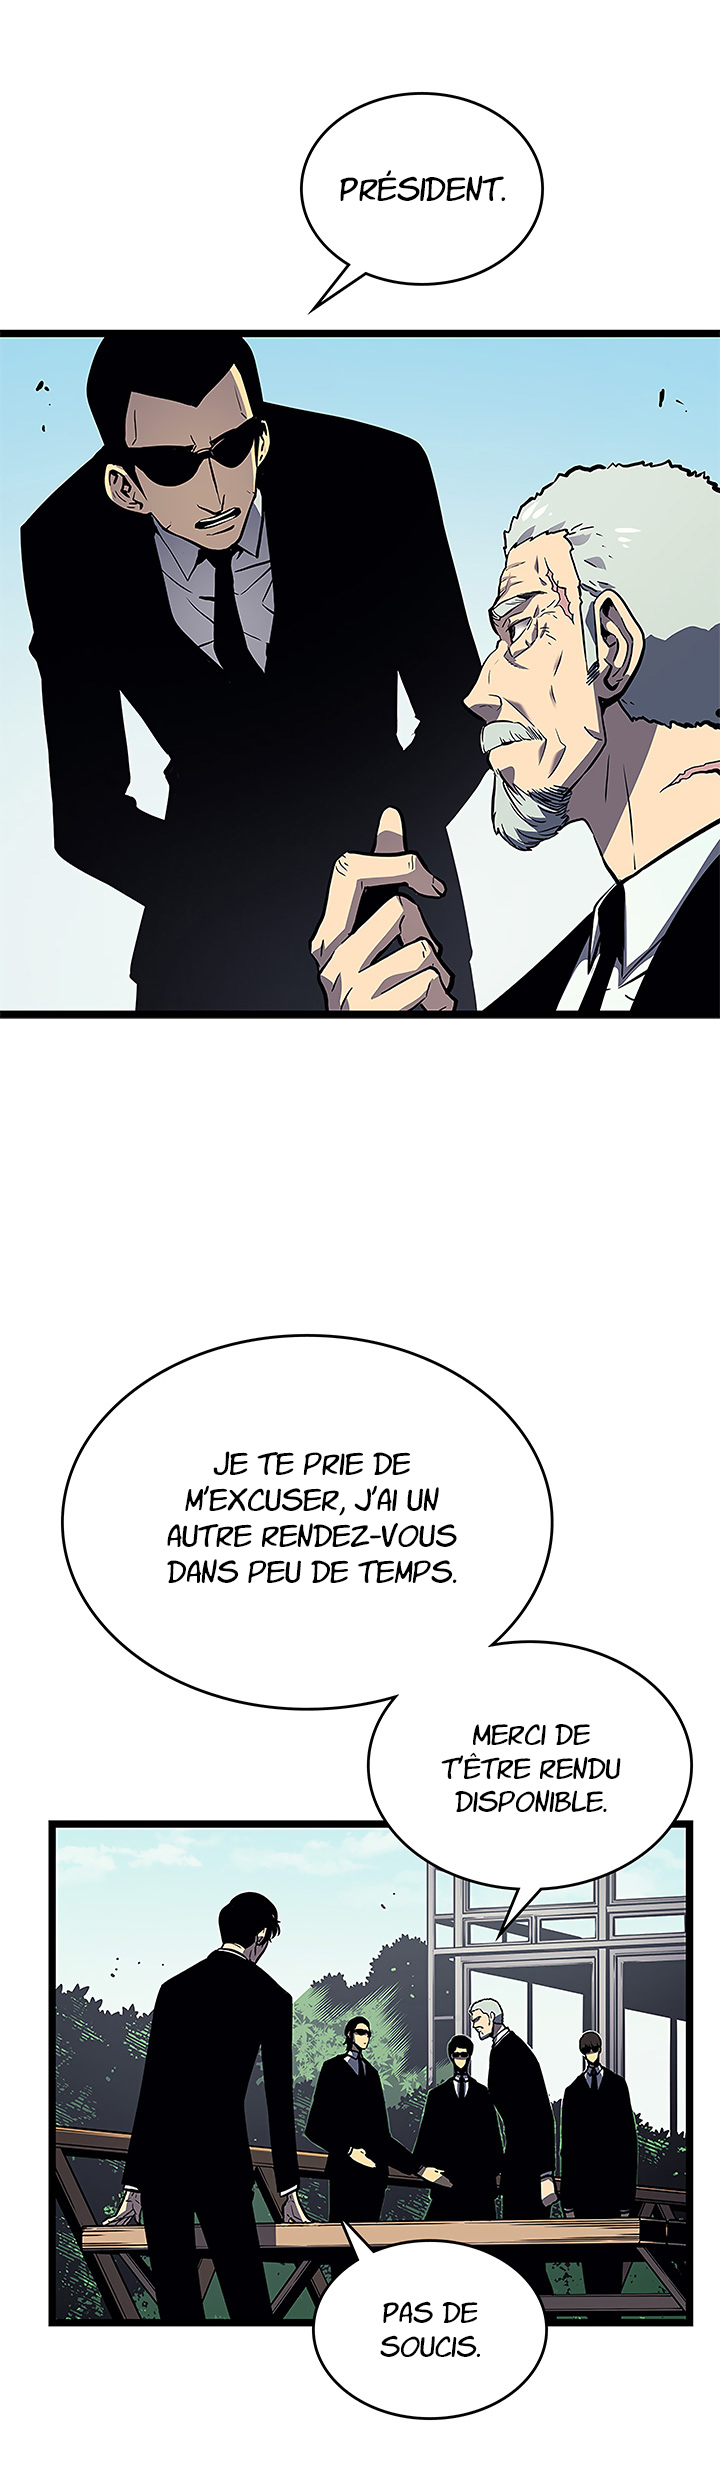 PRÉSIDENT.
JE TE PRIE DE
M'EXCUSER, J'AI UN
AUTRE RENDEZ-VOUS
DANS PEU DE TEMPS.
MERCI DE
T'ÊTRE RENDU
DISPONIBLE.
PAS DE
SOUCIS.